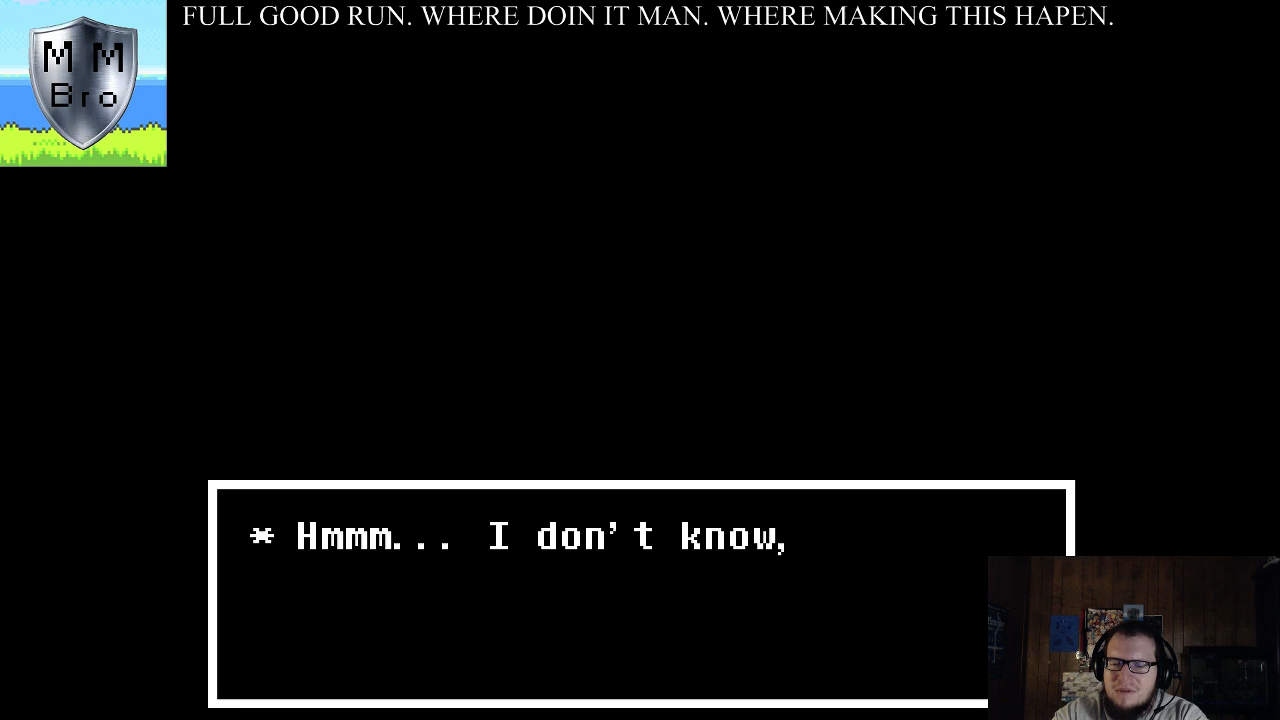 FULL GOOD RUN. WHERE DOIN IT MAN. WHERE MAKING THIS HAPEN.
M M
Bro
* Hmmm... I don't know,